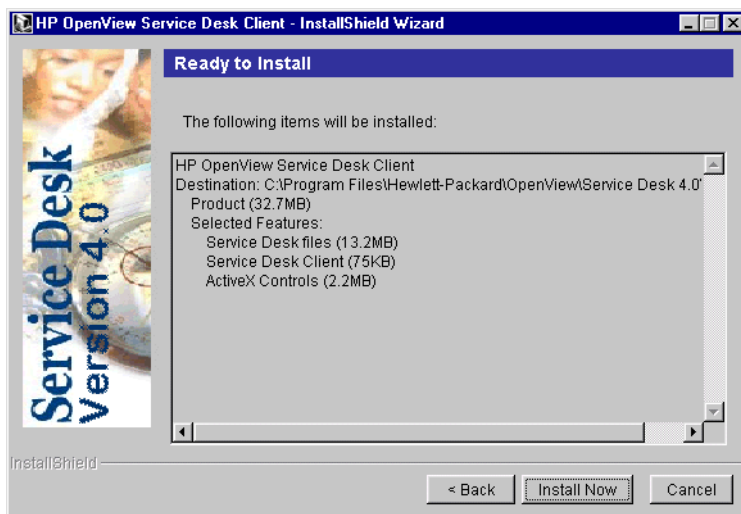 HP OpenView Service Desk Client - InstallShield Wizard
Ready to Install
Service Desk
Version 4.0
The following items will be installed:
HP OpenView Service Desk Client
Destination: C:\Program Files\Hewlett-Packard\OpenView\Service Desk 4.0\
Product (32.7MB)
Selected Features:
Service Desk files (13.2MB)
Service Desk Client (75KB)
ActiveX Controls (2.2MB)
InstallShield
< Back
Install Now
Cancel